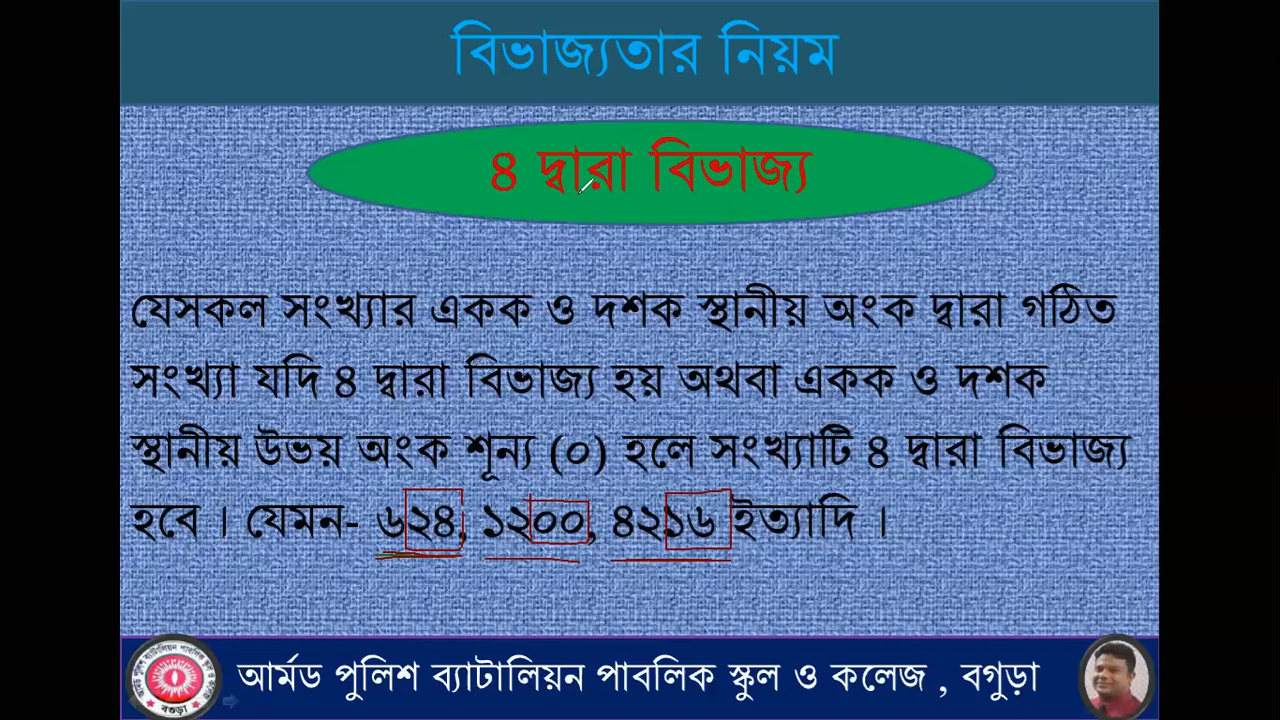 বিভাজ্যতার নিয়ম
৪ দ্বারা বিভাজ্য
যেসকল সংখ্যার একক ও দশক স্থানীয় অংক দ্বারা গঠিত
সংখ্যা যদি ৪ দ্বারা বিভাজ্য হয় অথবা একক ও দশক
স্থানীয় উভয় অংক শূন্য (০) হলে সংখ্যাটি ৪ দ্বারা বিভাজ্য
হবে । যেমন- ৬২৪, ১২০০, ৪২১৬ ইত্যাদি ।
আর্মড পুলিশ ব্যাটালিয়ন পাবলিক স্কুল ও কলেজ , বগুড়া